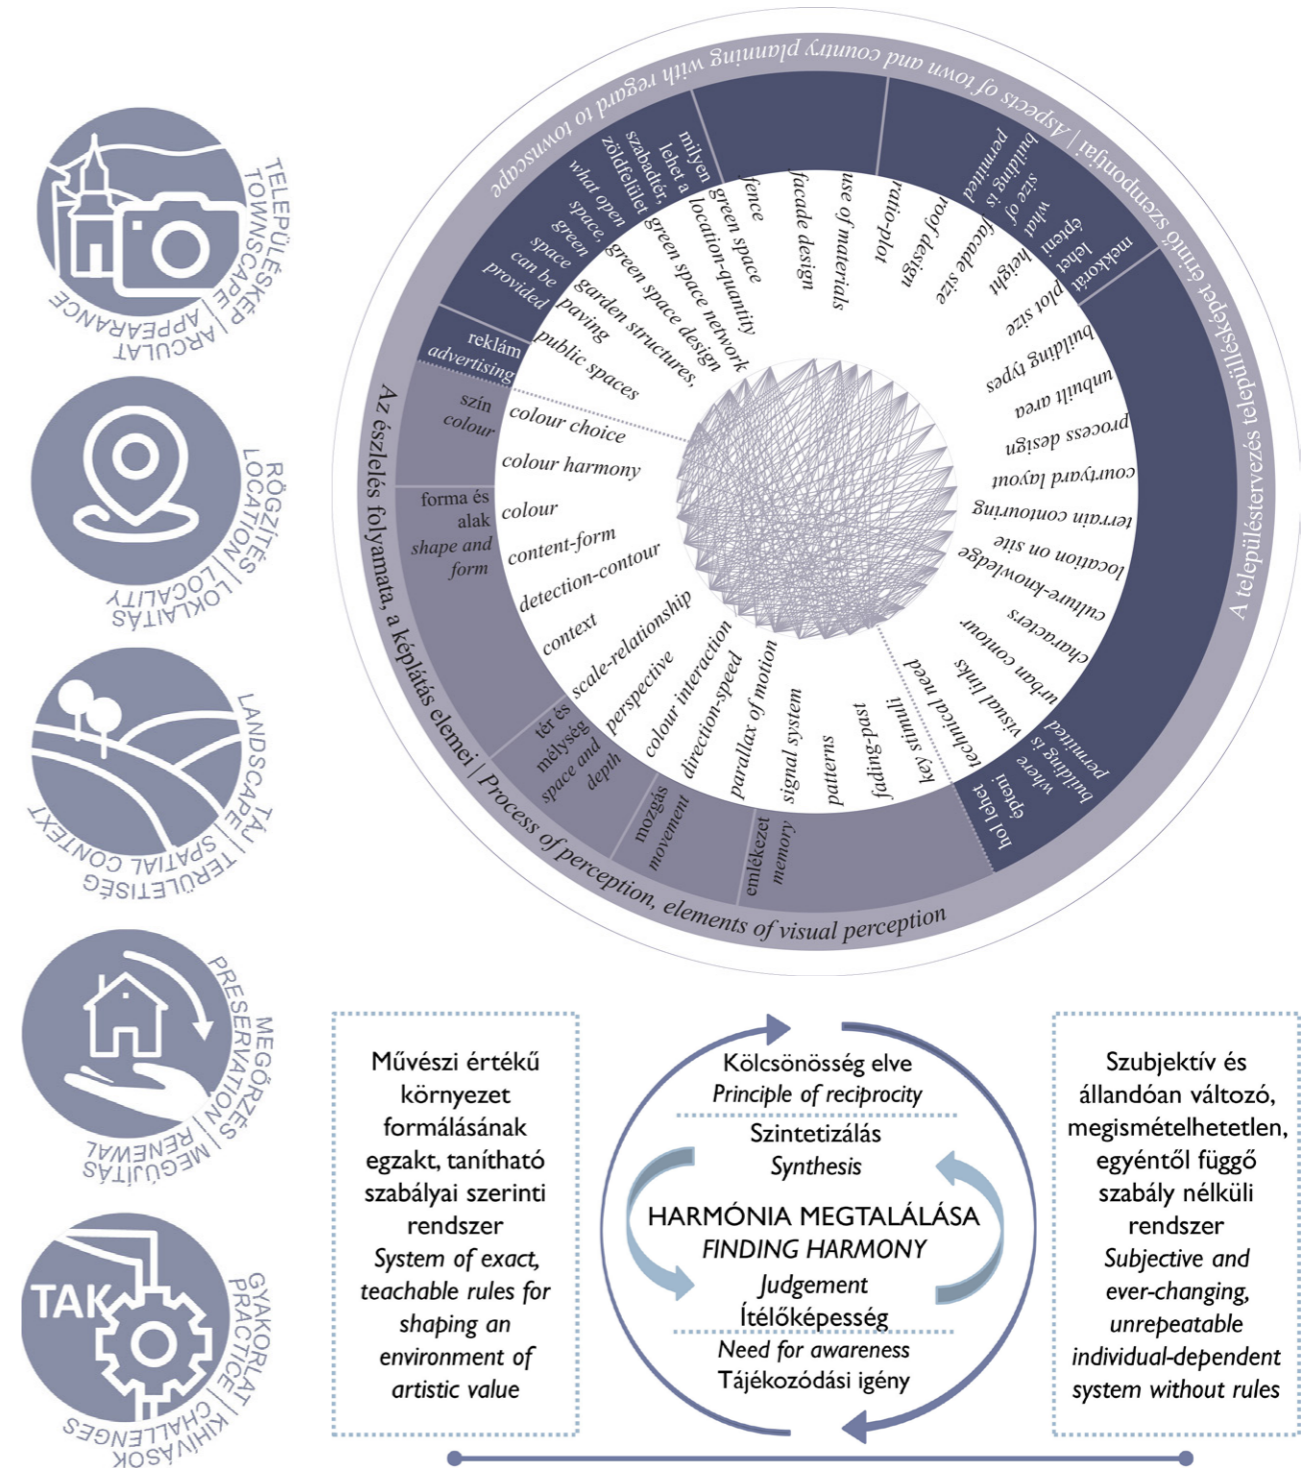 TELEPÜLÉSKÉP | ARCULAT
TOWNSCAPE | APPEARANCE
RÖGZÍTÉS | LOKLAITÁS
LOCATION | LOCALITY
TÁJ | TERÜLETISÉG
LANDSCAPE | SPATIAL CONTEXT
MEGŐRZÉS | MEGÚJÍTÁS
PRESERVATION | RENEWAL
TAK
GYAKORLAT | KIHÍVÁSOK
PRACTICE | CHALLENGES
A településtervezés településképet érintő szempontjai | Aspects of town and country planning with regard to townscape
Az észlelés folyamata, a képlátás elemei | Process of perception, elements of visual perception
milyen
lehet a
szabadtér,
zöldfelület
what open
space,
green
space
can be
provided
reklám
advertising
szín
colour
forma és
alak
shape and
form
tér és
mélység
space and
depth
mozgás
movement
emlékezet
memory
hol lehet
építeni
where
building is
permitted
mekkorát
lehet
építeni
what
size of
building is
permitted
fence
facade design
use of materials
ratio-plot
roof design
facade size
height
plot size
building types
unbuilt area
process design
courtyard layout
terrain contouring
location on site
culture-knowledge
characters
urban contour
visual links
technical need
key stimuli
fading-past
patterns
signal system
parallax of motion
direction-speed
colour interaction
perspective
scale-relationship
context
detection-contour
content-form
colour
colour harmony
colour choice
public spaces
paving
garden structures,
green space design
green space network
location-quantity
green space
Művészi értékű
környezet
formálásának
egzakt, tanítható
szabályai szerinti
rendszer
System of exact,
teachable rules for
shaping an
environment of
artistic value
Kölcsönösség elve
Principle of reciprocity
Szintetizálás
Synthesis
HARMÓNIA MEGTALÁLÁSA
FINDING HARMONY
Judgement
Ítélőképesség
Need for awareness
Tájékozódási igény
Szubjektív és
állandóan változó,
megismételhetetlen,
egyéntől függő
szabály nélküli
rendszer
Subjective and
ever-changing,
unrepeatable
individual-dependent
system without rules